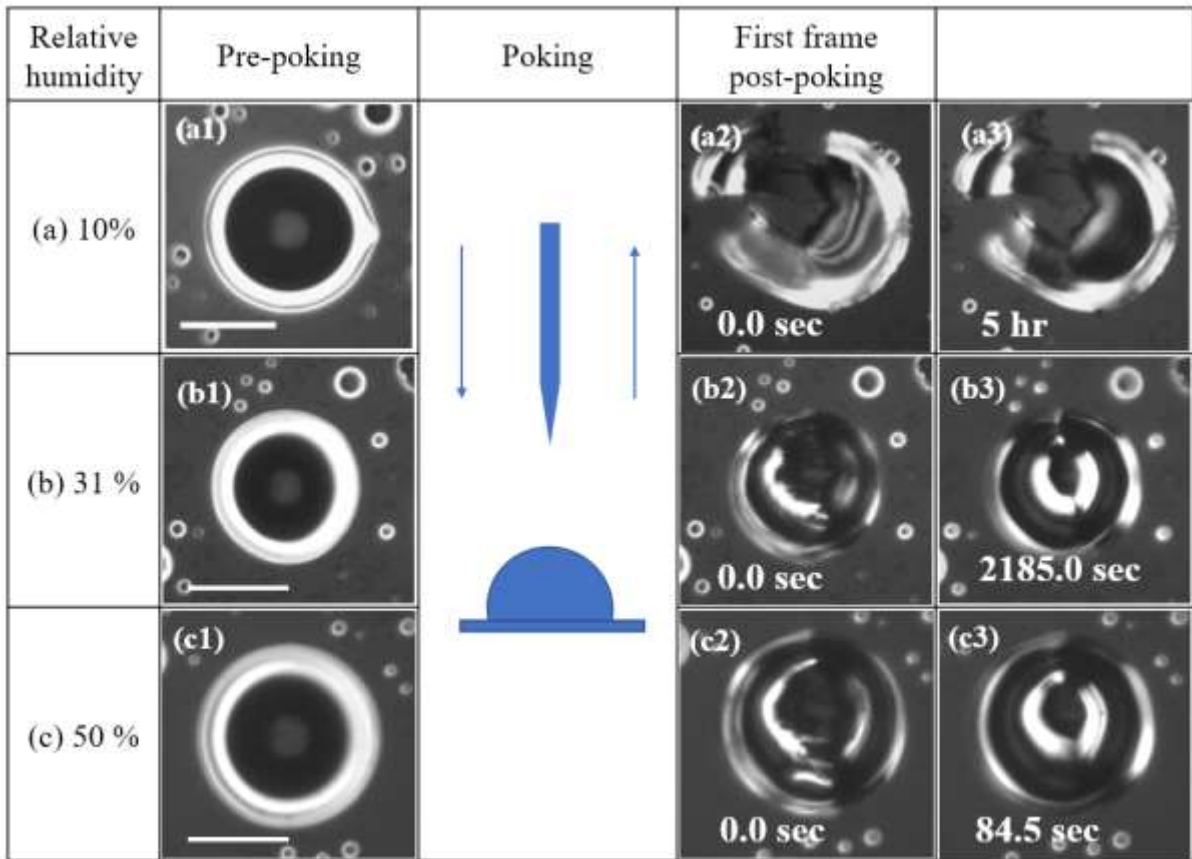 Relative
humidity
Pre-poking
Poking
First frame
post-poking
(a) 10%
(a1)
(a2)
0.0 sec
(a3)
5 hr
(b) 31 %
(b1)
(b2)
0.0 sec
(b3)
2185.0 sec
(c) 50 %
(c1)
(c2)
0.0 sec
(c3)
84.5 sec